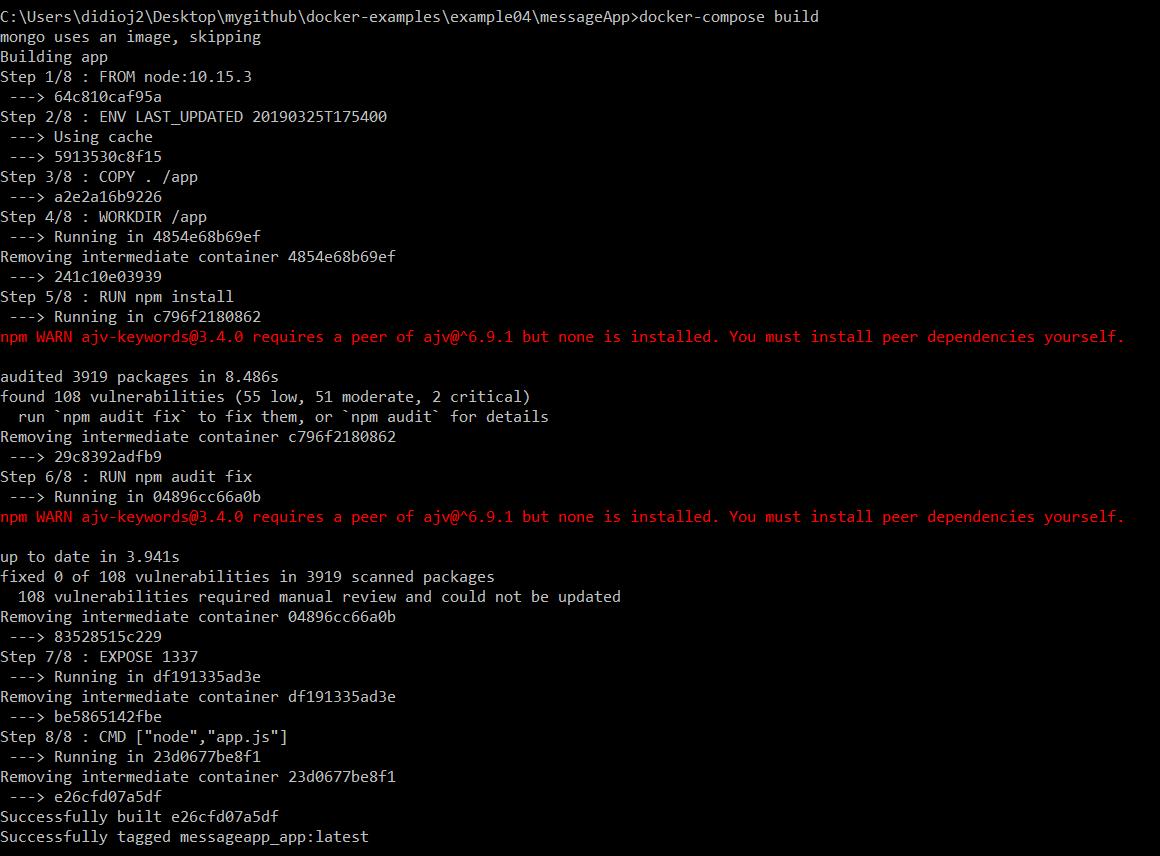 C:\Users\didioj2\Desktop\mygithub\docker-examples\example04\messageApp>docker-compose build
mongo uses an image, skipping
Building app
Step 1/8 : FROM node:10.15.3
 ---> 64c810caf95a
Step 2/8 : ENV LAST_UPDATED 20190325T175400
 ---> Using cache
 ---> 5913530c8f15
Step 3/8 : COPY . /app
 ---> a2e2a16b9226
Step 4/8 : WORKDIR /app
 ---> Running in 4854e68b69ef
Removing intermediate container 4854e68b69ef
 ---> 241c10e03939
Step 5/8 : RUN npm install
 ---> Running in c796f2180862
npm WARN ajv-keywords@3.4.0 requires a peer of ajv@^6.9.1 but none is installed. You must install peer dependencies yourself.
audited 3919 packages in 8.486s
found 108 vulnerabilities (55 low, 51 moderate, 2 critical)
  run `npm audit fix` to fix them, or `npm audit` for details
Removing intermediate container c796f2180862
 ---> 29c8392adfb9
Step 6/8 : RUN npm audit fix
 ---> Running in 04896cc66a0b
npm WARN ajv-keywords@3.4.0 requires a peer of ajv@^6.9.1 but none is installed. You must install peer dependencies yourself.
up to date in 3.941s
fixed 0 of 108 vulnerabilities in 3919 scanned packages
  108 vulnerabilities required manual review and could not be updated
Removing intermediate container 04896cc66a0b
 ---> 83528515c229
Step 7/8 : EXPOSE 1337
 ---> Running in df191335ad3e
Removing intermediate container df191335ad3e
 ---> be5865142fbe
Step 8/8 : CMD ["node","app.js"]
 ---> Running in 23d0677be8f1
Removing intermediate container 23d0677be8f1
 ---> e26cfd07a5df
Successfully built e26cfd07a5df
Successfully tagged messageapp_app:latest